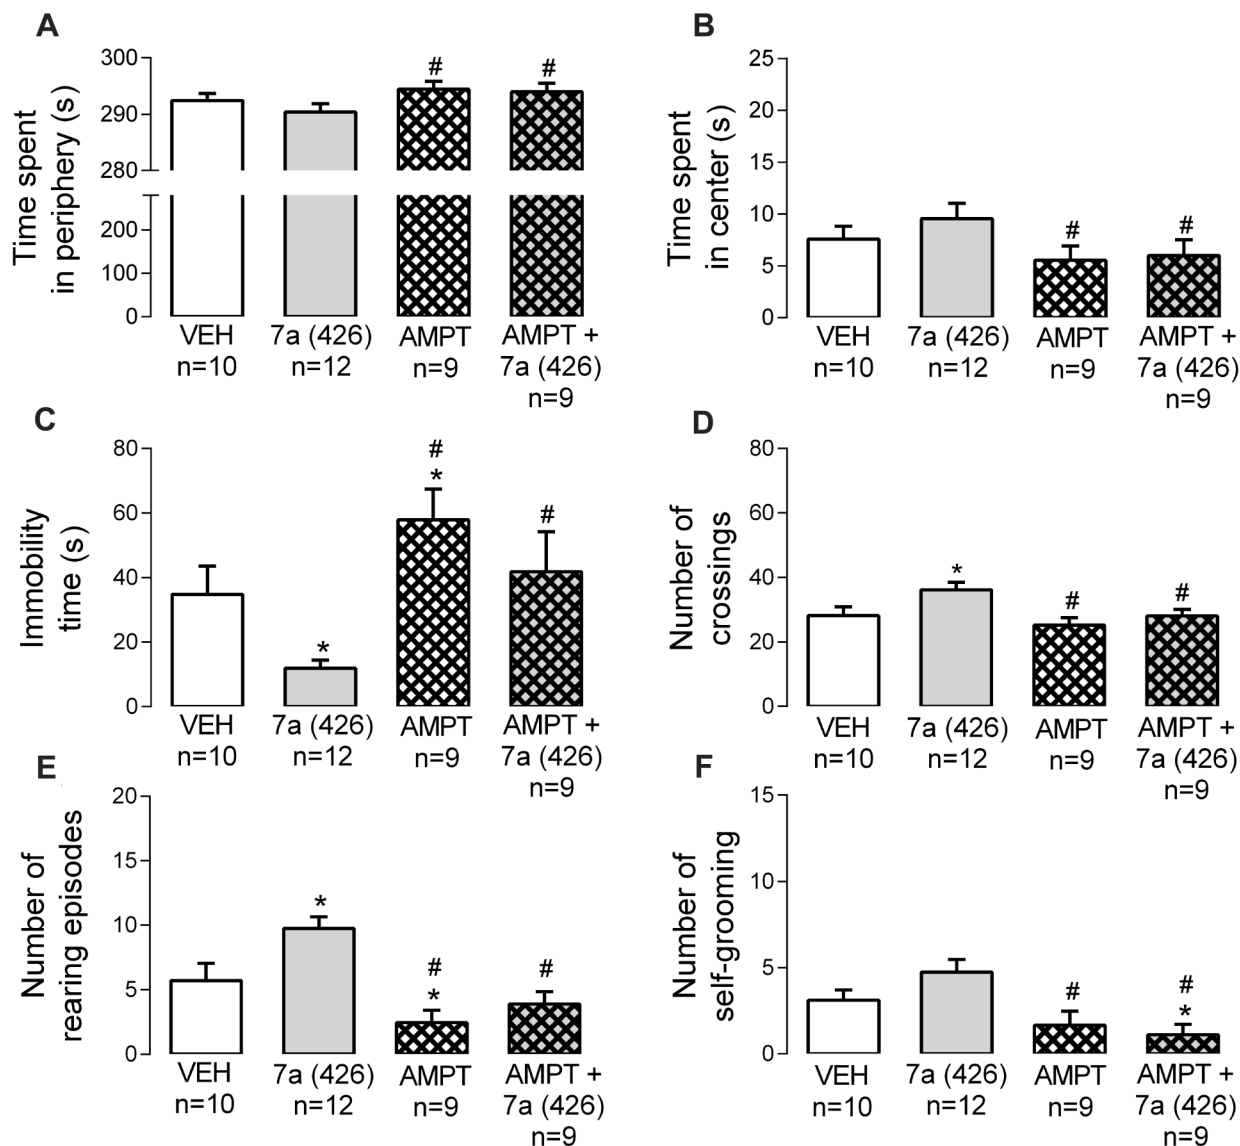 A
Time spent
in periphery (s)
300
290
280
200
100
0
#
#
VEH
n=10
7a (426)
n=12
AMPT
n=9
AMPT +
7a (426)
n=9
B
Time spent
in center (s)
25
20
15
10
5
0
#
#
VEH
n=10
7a (426)
n=12
AMPT
n=9
AMPT +
7a (426)
n=9
C
Immobility
time (s)
80
60
40
20
0
*
#
*
#
VEH
n=10
7a (426)
n=12
AMPT
n=9
AMPT +
7a (426)
n=9
D
Number of
crossings
80
60
40
20
0
*
#
#
VEH
n=10
7a (426)
n=12
AMPT
n=9
AMPT +
7a (426)
n=9
E
Number of
rearing episodes
20
15
10
5
0
*
#
*
#
VEH
n=10
7a (426)
n=12
AMPT
n=9
AMPT +
7a (426)
n=9
F
Number of
self-grooming
15
10
5
0
#
#
*
VEH
n=10
7a (426)
n=12
AMPT
n=9
AMPT +
7a (426)
n=9